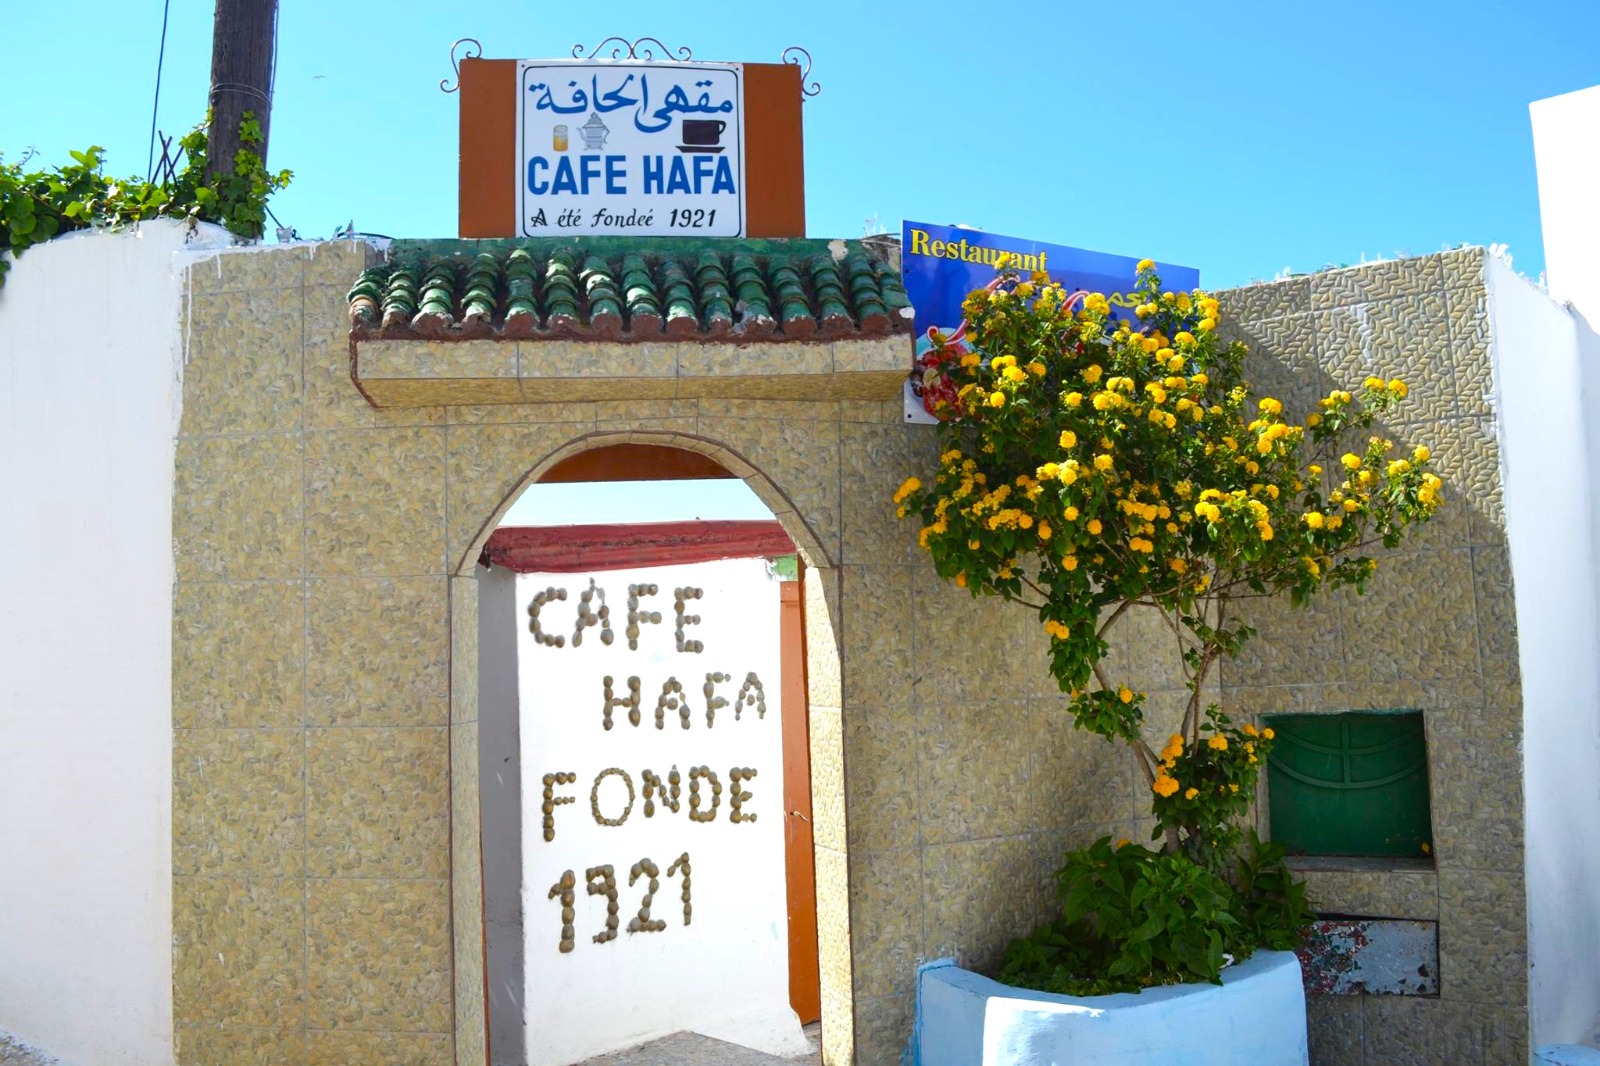 مقهى الحافة
CAFE HAFA
A été fondeé 1921
Restaurant
CAFE
HAFA
FONDE
1921